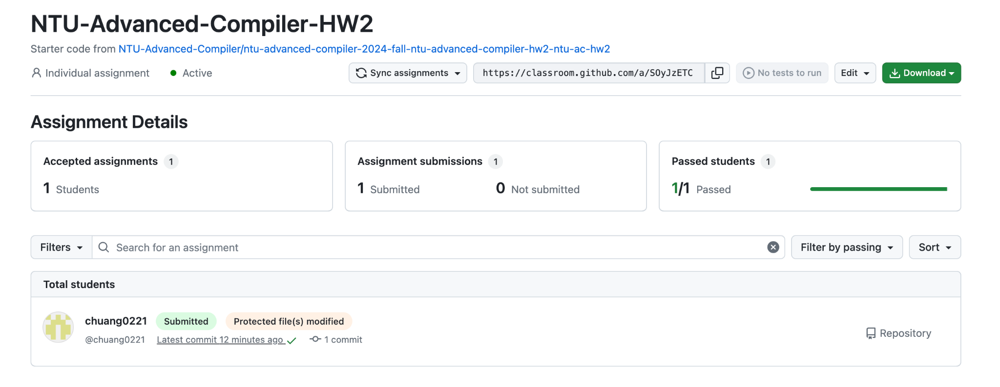 NTU-Advanced-Compiler-HW2
Starter code from NTU-Advanced-Compiler/ntu-advanced-compiler-2024-fall-ntu-advanced-compiler-hw2-ntu-ac-hw2
Individual assignment Active Sync assignments https://classroom.github.com/a/SOyJzETC No tests to run Edit Download
Assignment Details
Accepted assignments 1
1 Students
Assignment submissions 1
1 Submitted 0 Not submitted
Passed students 1
1/1 Passed
Filters Search for an assignment Filter by passing Sort
Total students
chuang0221 Submitted Protected file(s) modified
@chuang0221 Latest commit 12 minutes ago 1 commit
Repository